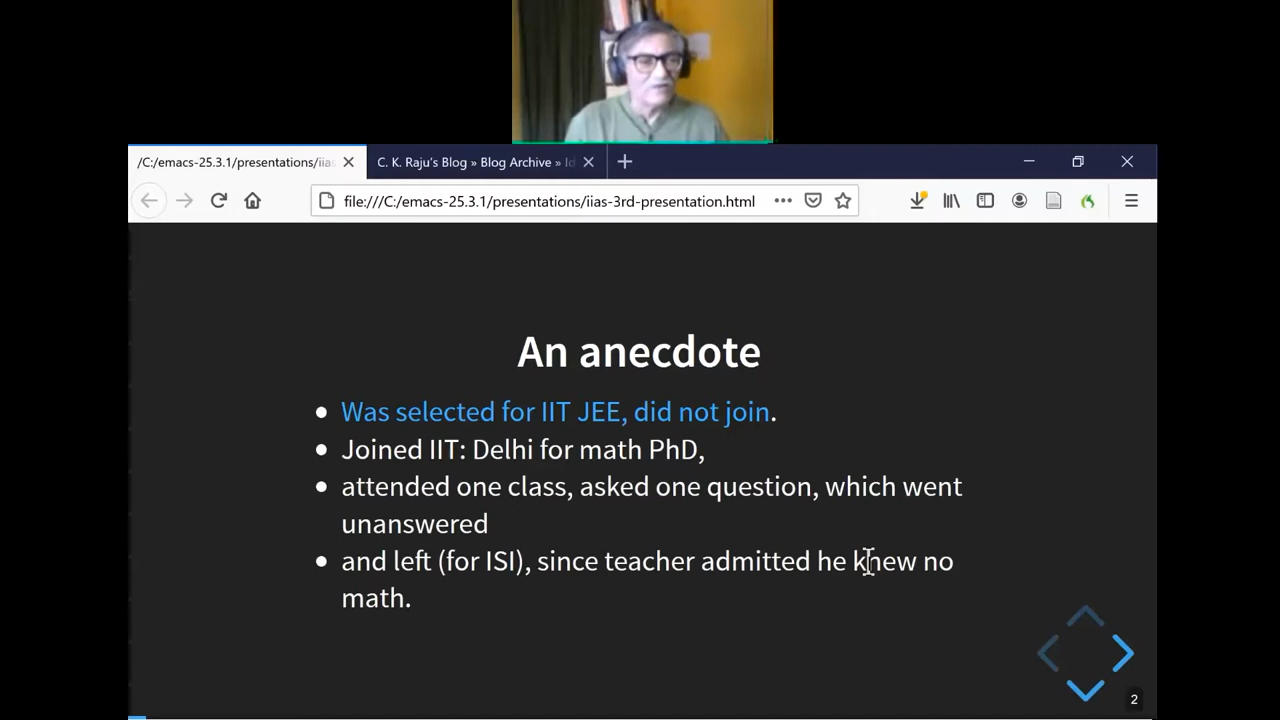 /C:/emacs-25.3.1/presentations/iias
C. K. Raju's Blog » Blog Archive » Id
file:///C:/emacs-25.3.1/presentations/iias-3rd-presentation.html
An anecdote
Was selected for IIT JEE, did not join.
Joined IIT: Delhi for math PhD,
attended one class, asked one question, which went
unanswered
and left (for ISI), since teacher admitted he knew no
math.
2